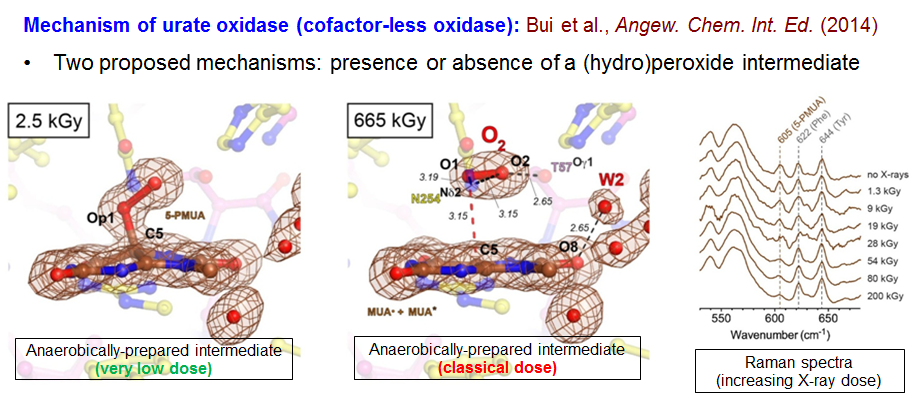 Mechanism of urate oxidase (cofactor-less oxidase): Bui et al., Angew. Chem. Int. Ed. (2014)
• Two proposed mechanisms: presence or absence of a (hydro)peroxide intermediate
2.5 kGy
Op1
5-PMUA
C5
Anaerobically-prepared intermediate
(very low dose)
665 kGy
O2
O1
O2
T57Oγ1
3.19
Nδ2
N254
2.65
W2
3.15
3.15
2.65
C5
O8
MUA- + MUA*
Anaerobically-prepared intermediate
(classical dose)
605 (5-PMUA)
622 (Phe)
644 (Tyr)
no X-rays
1.3 kGy
9 kGy
19 kGy
28 kGy
54 kGy
80 kGy
200 kGy
550 600 650
Wavenumber (cm-1)
Raman spectra
(increasing X-ray dose)